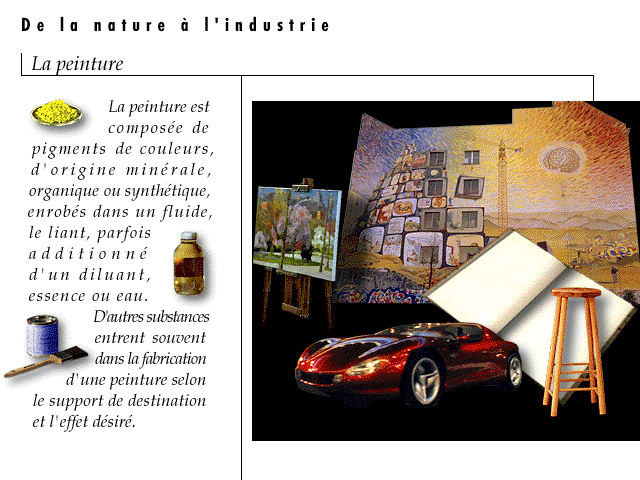 De la nature à l'industrie
La peinture
La peinture est
composée de
pigments de couleurs,
d'origine minérale,
organique ou synthétique,
enrobés dans un fluide,
le liant, parfois
additionné
d'un diluant,
essence ou eau.
D'autres substances
entrent souvent
dans la fabrication
d'une peinture selon
le support de destination
et l'effet désiré.